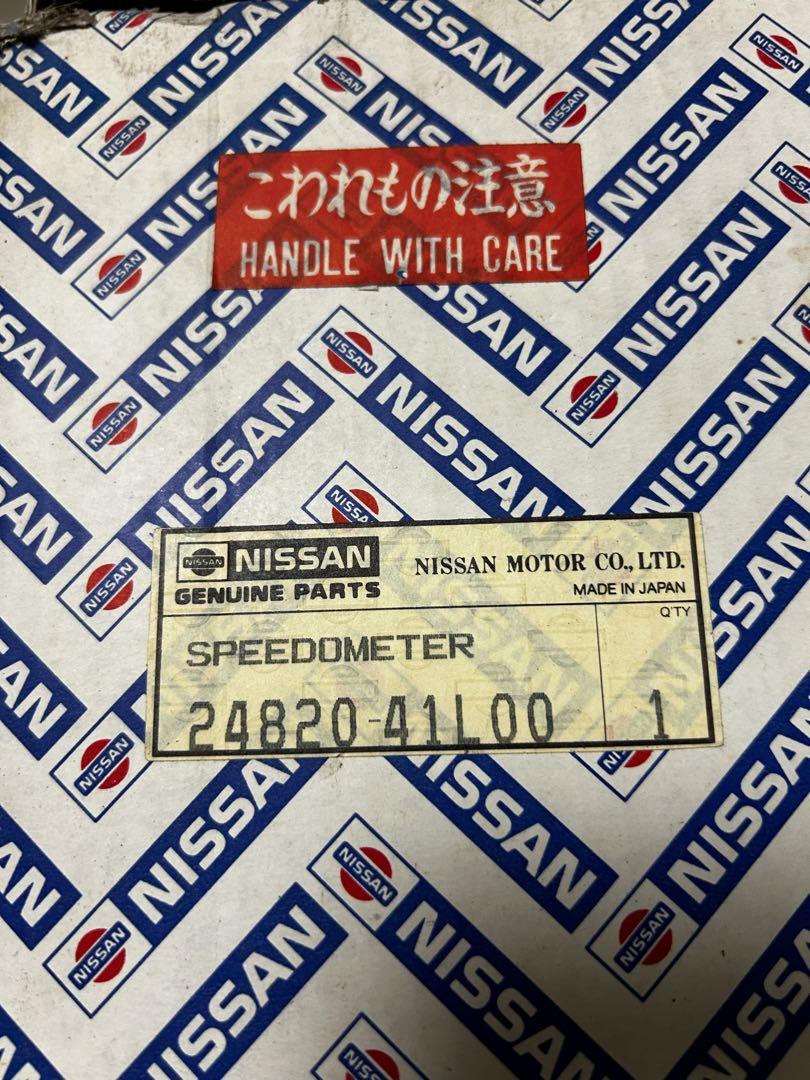 こわれもの注意
HANDLE WITH CARE
NISSAN
NISSAN
NISSAN MOTOR CO., LTD.
GENUINE PARTS
MADE IN JAPAN
SPEEDOMETER
Q'TY
24820-41L00
1